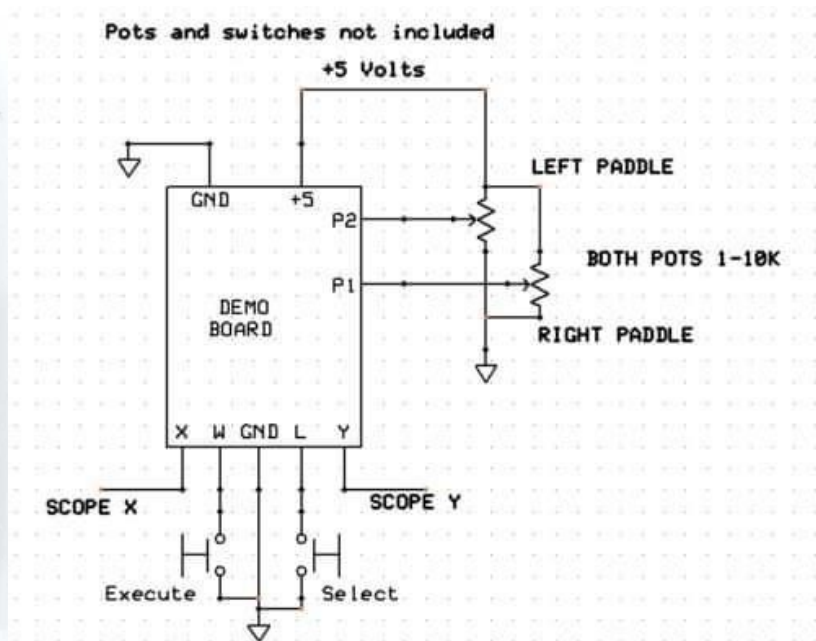 Pots and switches not included
+5 Volts
LEFT PADDLE
GND
+5
P2
BOTH POTS 1-10K
P1
DEMO
BOARD
RIGHT PADDLE
X W GND L Y
SCOPE X
SCOPE Y
Execute
Select